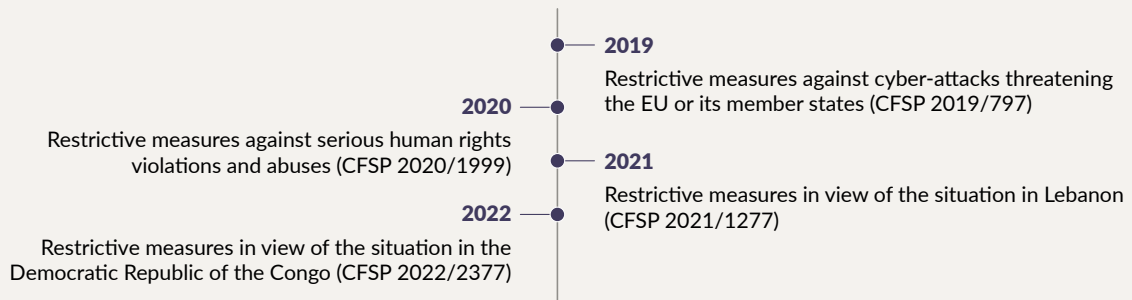 2019
Restrictive measures against cyber-attacks threatening
the EU or its member states (CFSP 2019/797)
2020
Restrictive measures against serious human rights
violations and abuses (CFSP 2020/1999)
2021
Restrictive measures in view of the situation in Lebanon
(CFSP 2021/1277)
2022
Restrictive measures in view of the situation in the
Democratic Republic of the Congo (CFSP 2022/2377)